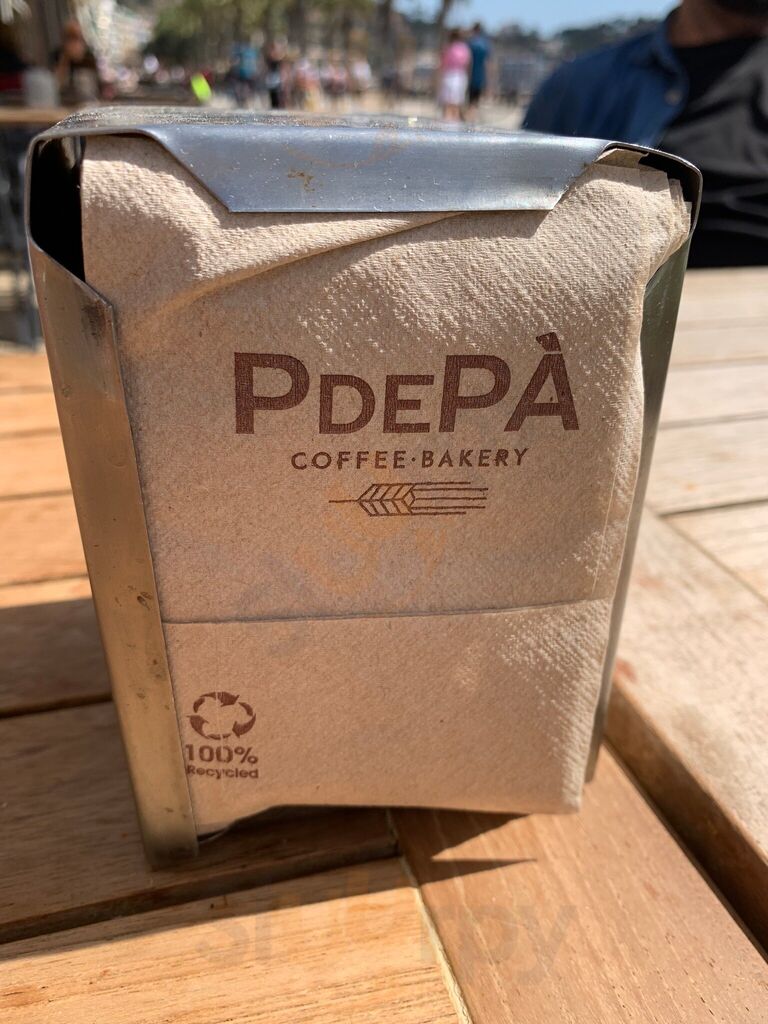 PDEPÀ
COFFEE·BAKERY
100%
Recycled